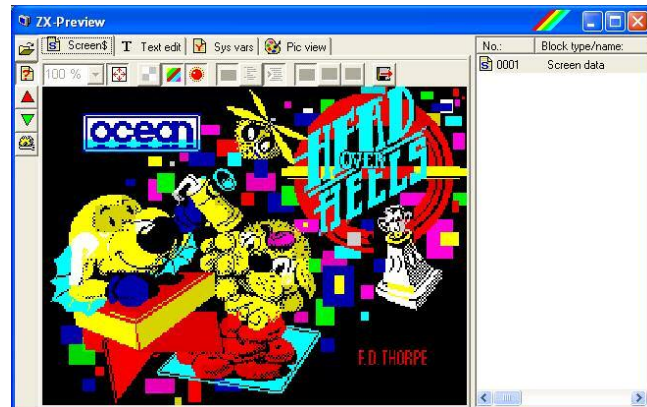 ZX-Preview
Screen$ T Text edit Sys vars Pic view
No.: Block type/name:
100 %
S 0001 Screen data
ocean
HEAD
OVER
HEELS
F.D THORPE